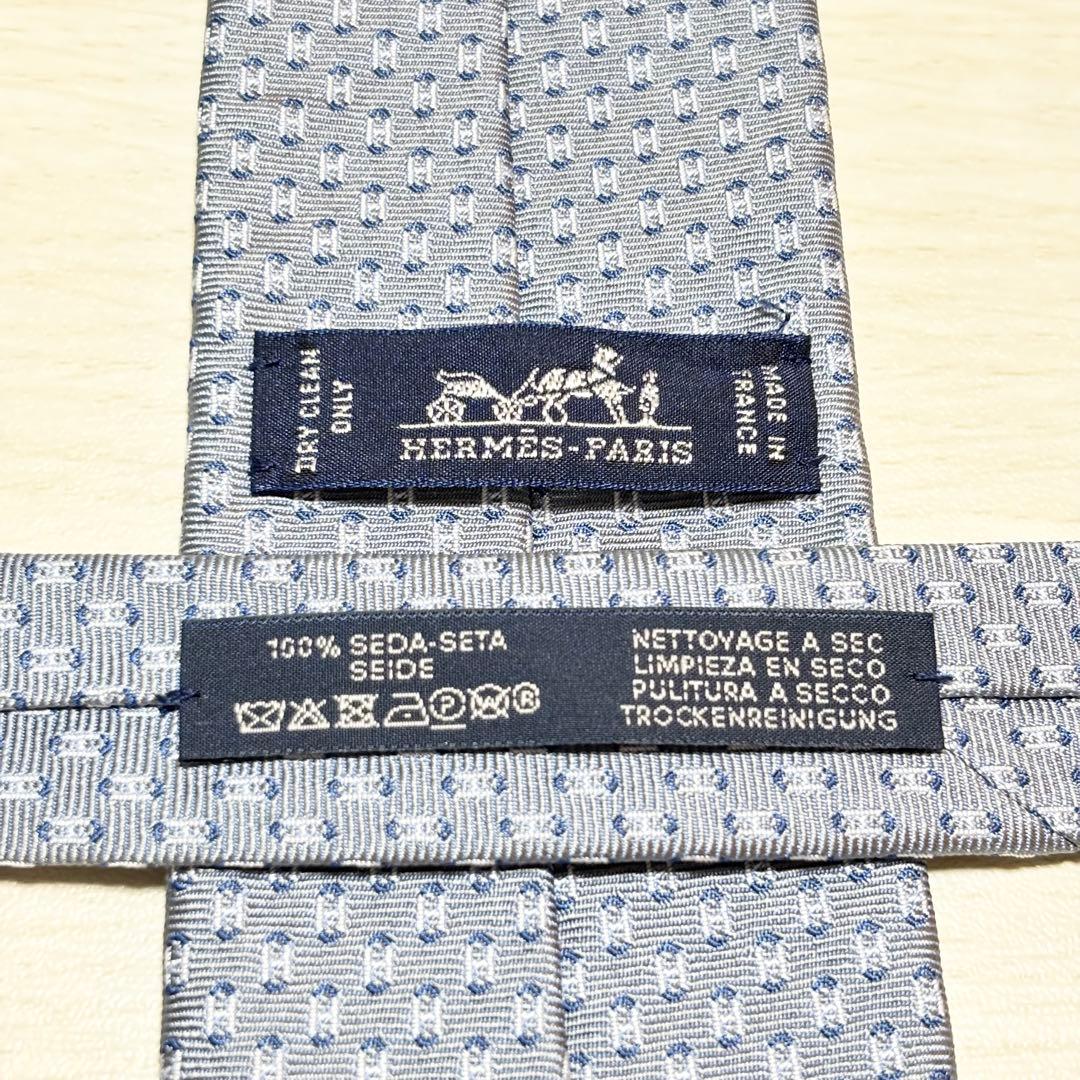 DRY CLEAN
ONLY
HERMÈS-PARIS
MADE IN
FRANCE
100% SEDA-SETA
SEIDE
P W R
NETTOYAGE A SEC
LIMPIEZA EN SECO
PULITURA A SECCO
TROCKENREINIGUNG